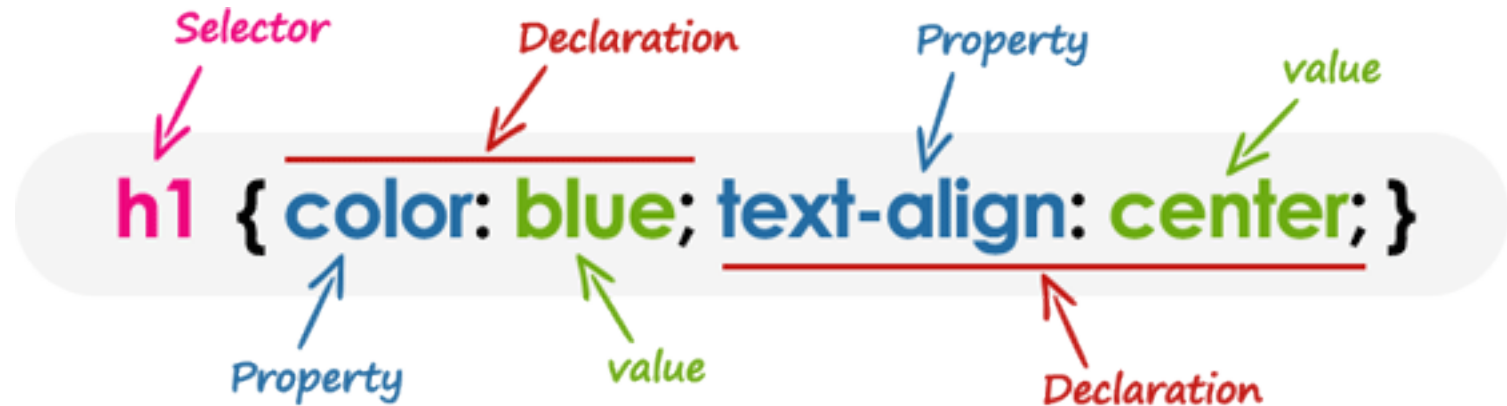 Selector Declaration Property value
h1 { color: blue; text-align: center; }
Property value Declaration